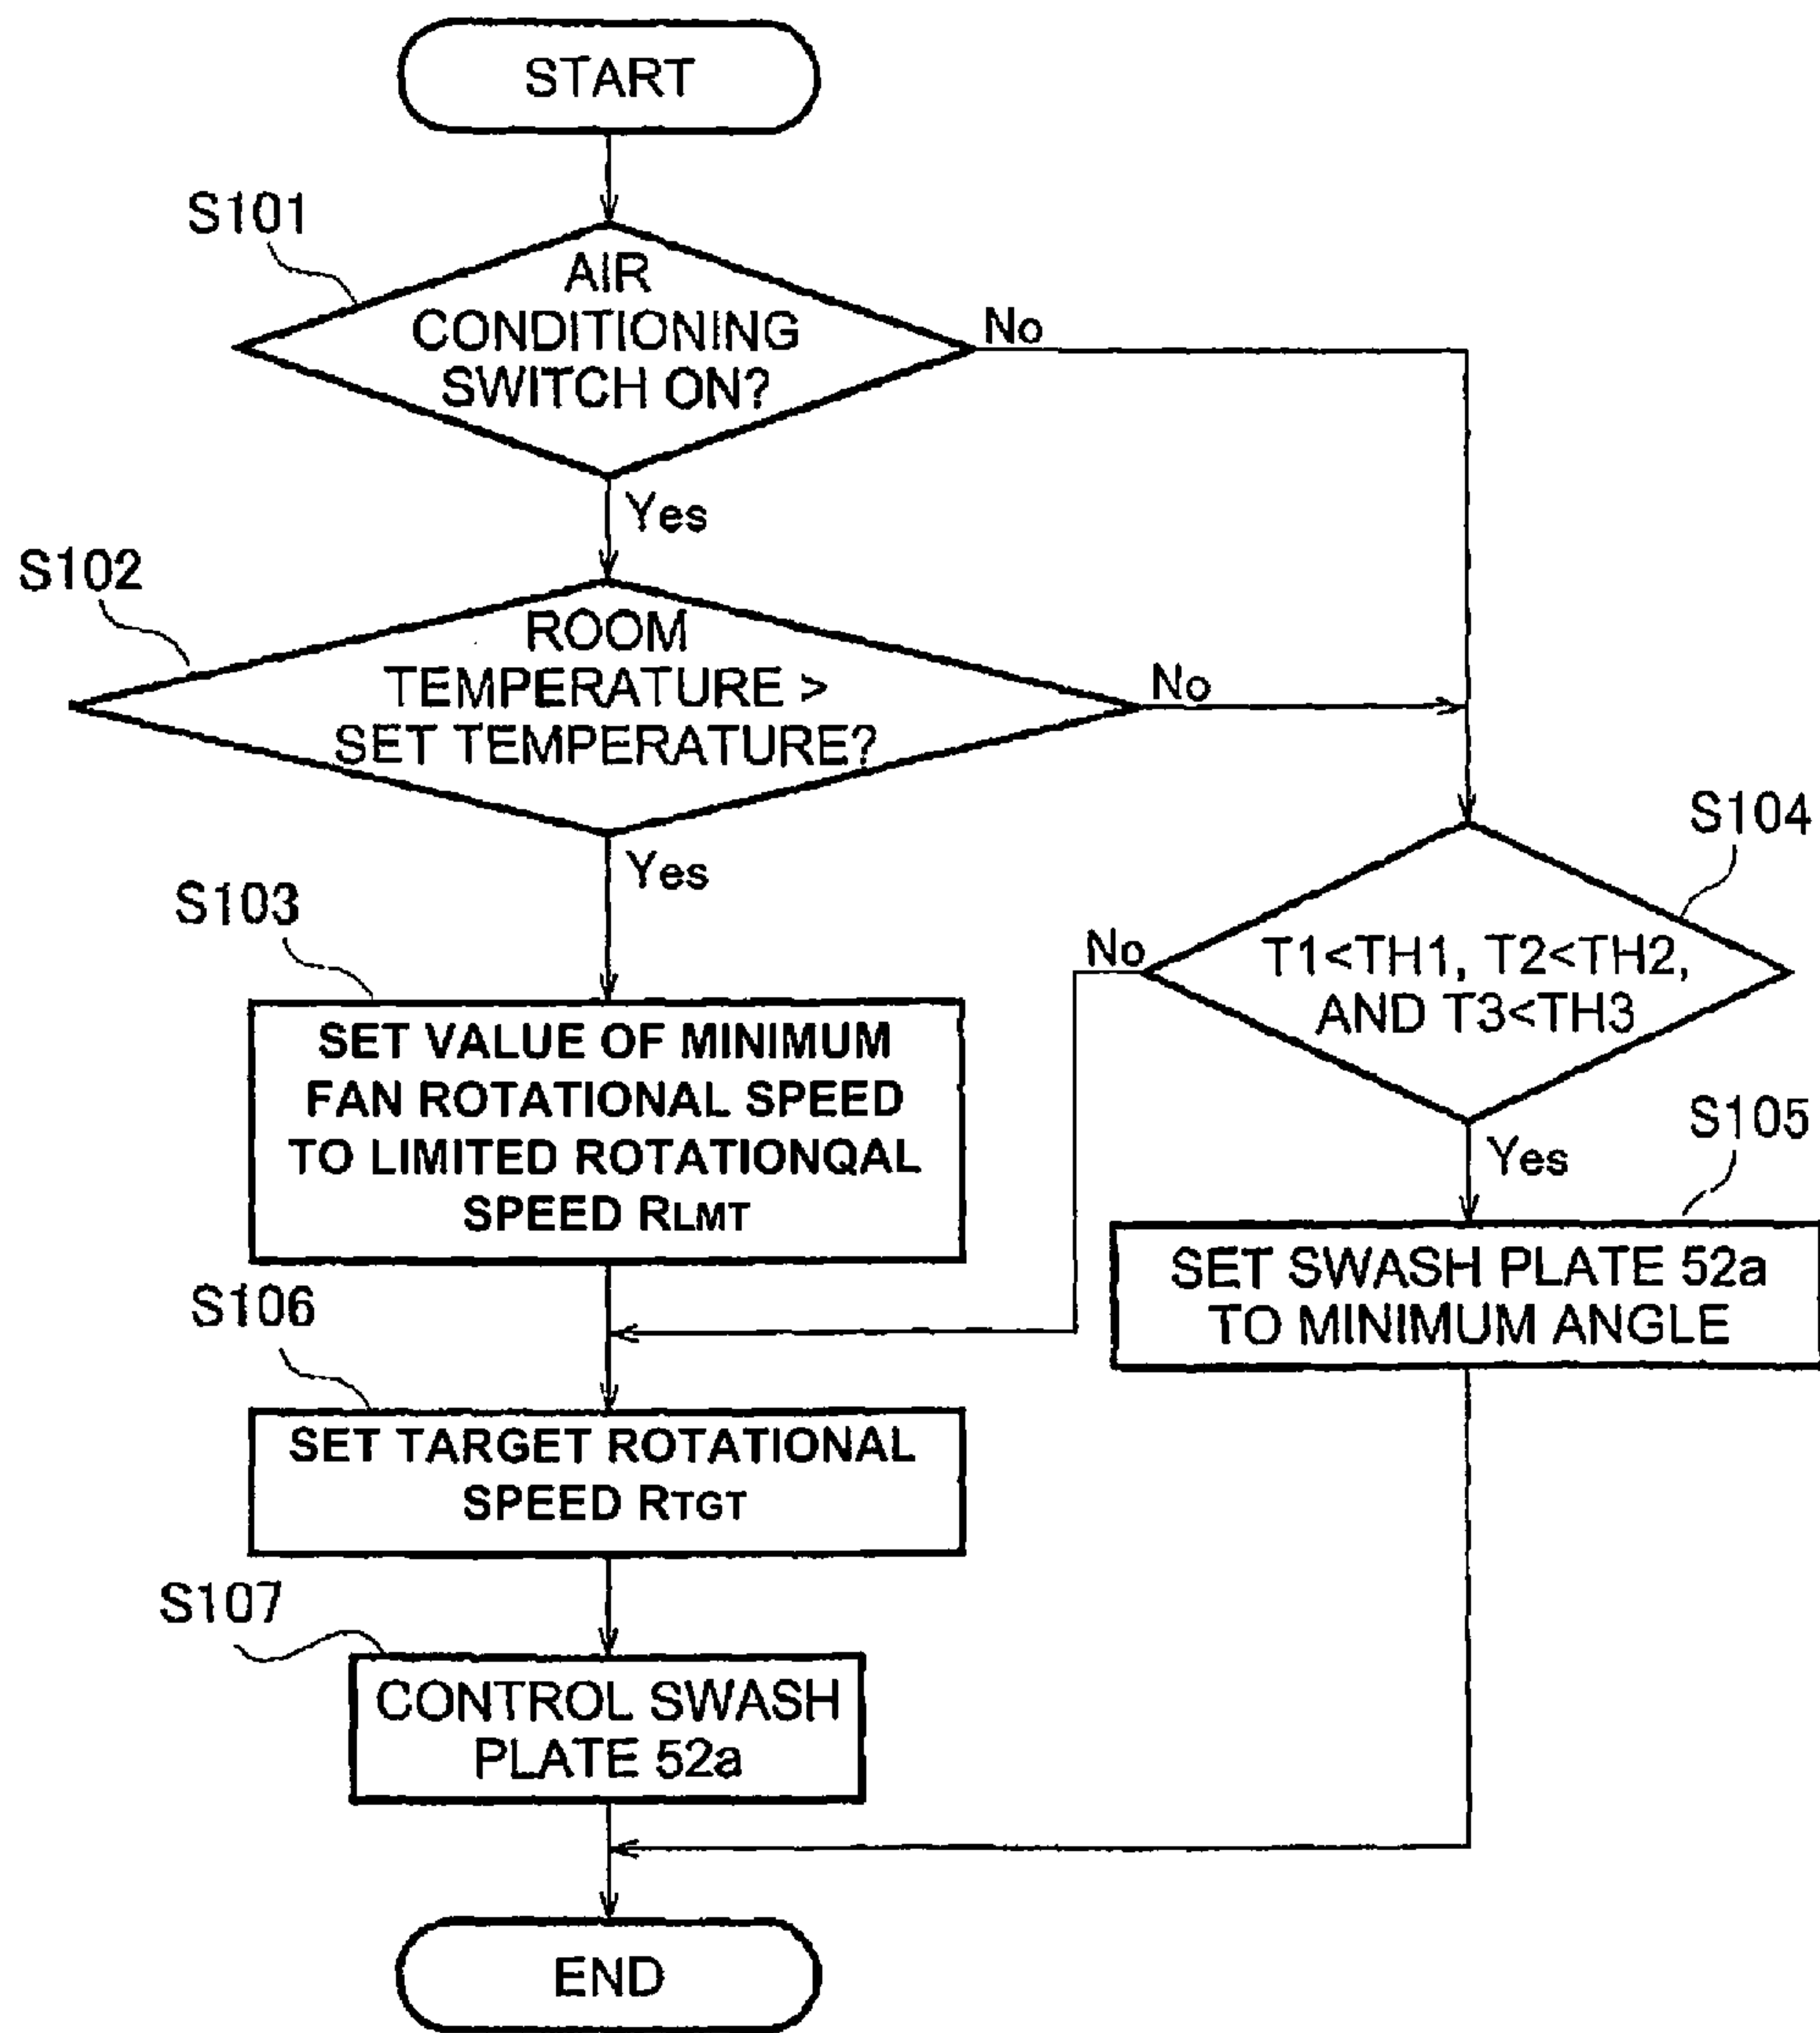 START
S101
AIR
CONDITIONING
SWITCH ON?
No
Yes
S102
ROOM
TEMPERATURE >
SET TEMPERATURE?
No
Yes
S103
SET VALUE OF MINIMUM
FAN ROTATIONAL SPEED
TO LIMITED ROTATIONQAL
SPEED RLMT
S104
T1<TH1, T2<TH2,
AND T3<TH3
No
Yes
S105
SET SWASH PLATE 52a
TO MINIMUM ANGLE
S106
SET TARGET ROTATIONAL
SPEED RTGT
S107
CONTROL SWASH
PLATE 52a
END